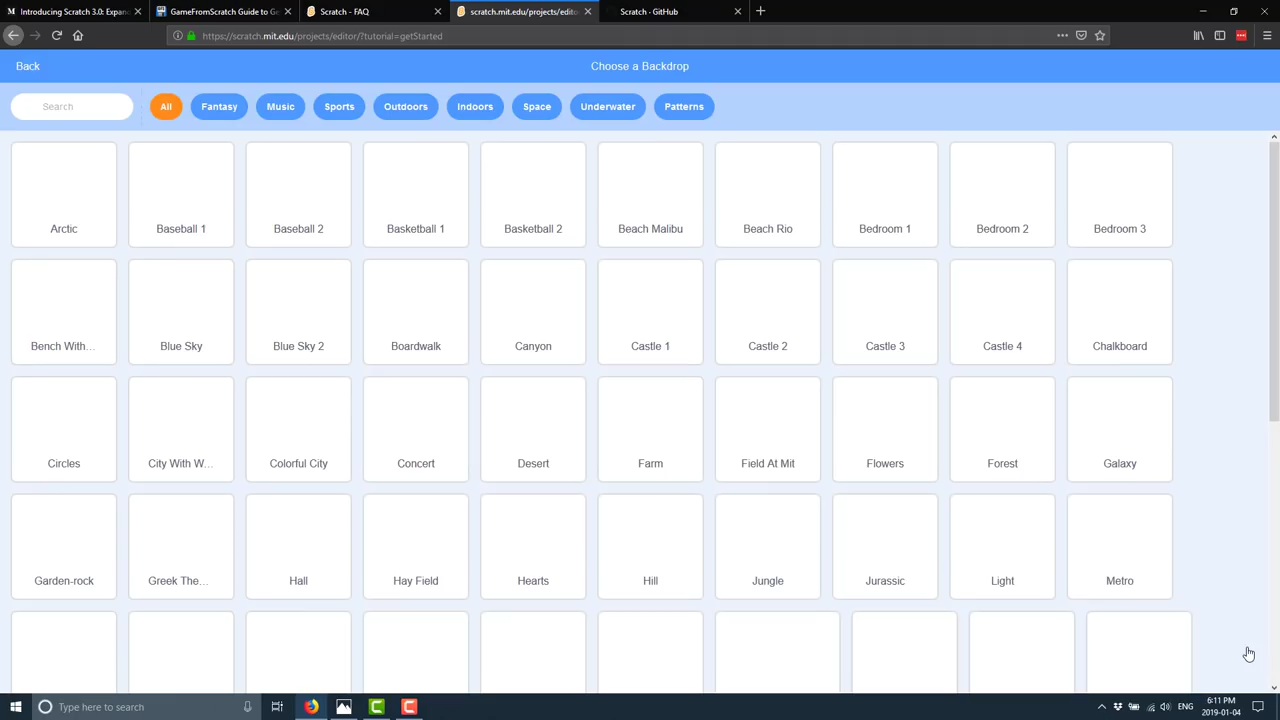 Introducing Scratch 3.0: Expan
GameFromScratch Guide to Ge
Scratch - FAQ
scratch.mit.edu/projects/editor
Scratch - GitHub
https://scratch.mit.edu/projects/editor/?tutorial=getStarted
Back
Choose a Backdrop
Search
All
Fantasy
Music
Sports
Outdoors
Indoors
Space
Underwater
Patterns
Arctic
Baseball 1
Baseball 2
Basketball 1
Basketball 2
Beach Malibu
Beach Rio
Bedroom 1
Bedroom 2
Bedroom 3
Bench With...
Blue Sky
Blue Sky 2
Boardwalk
Canyon
Castle 1
Castle 2
Castle 3
Castle 4
Chalkboard
Circles
City With W...
Colorful City
Concert
Desert
Farm
Field At Mit
Flowers
Forest
Galaxy
Garden-rock
Greek The...
Hall
Hay Field
Hearts
Hill
Jungle
Jurassic
Light
Metro
Type here to search
ENG
6:11 PM
2019-01-04